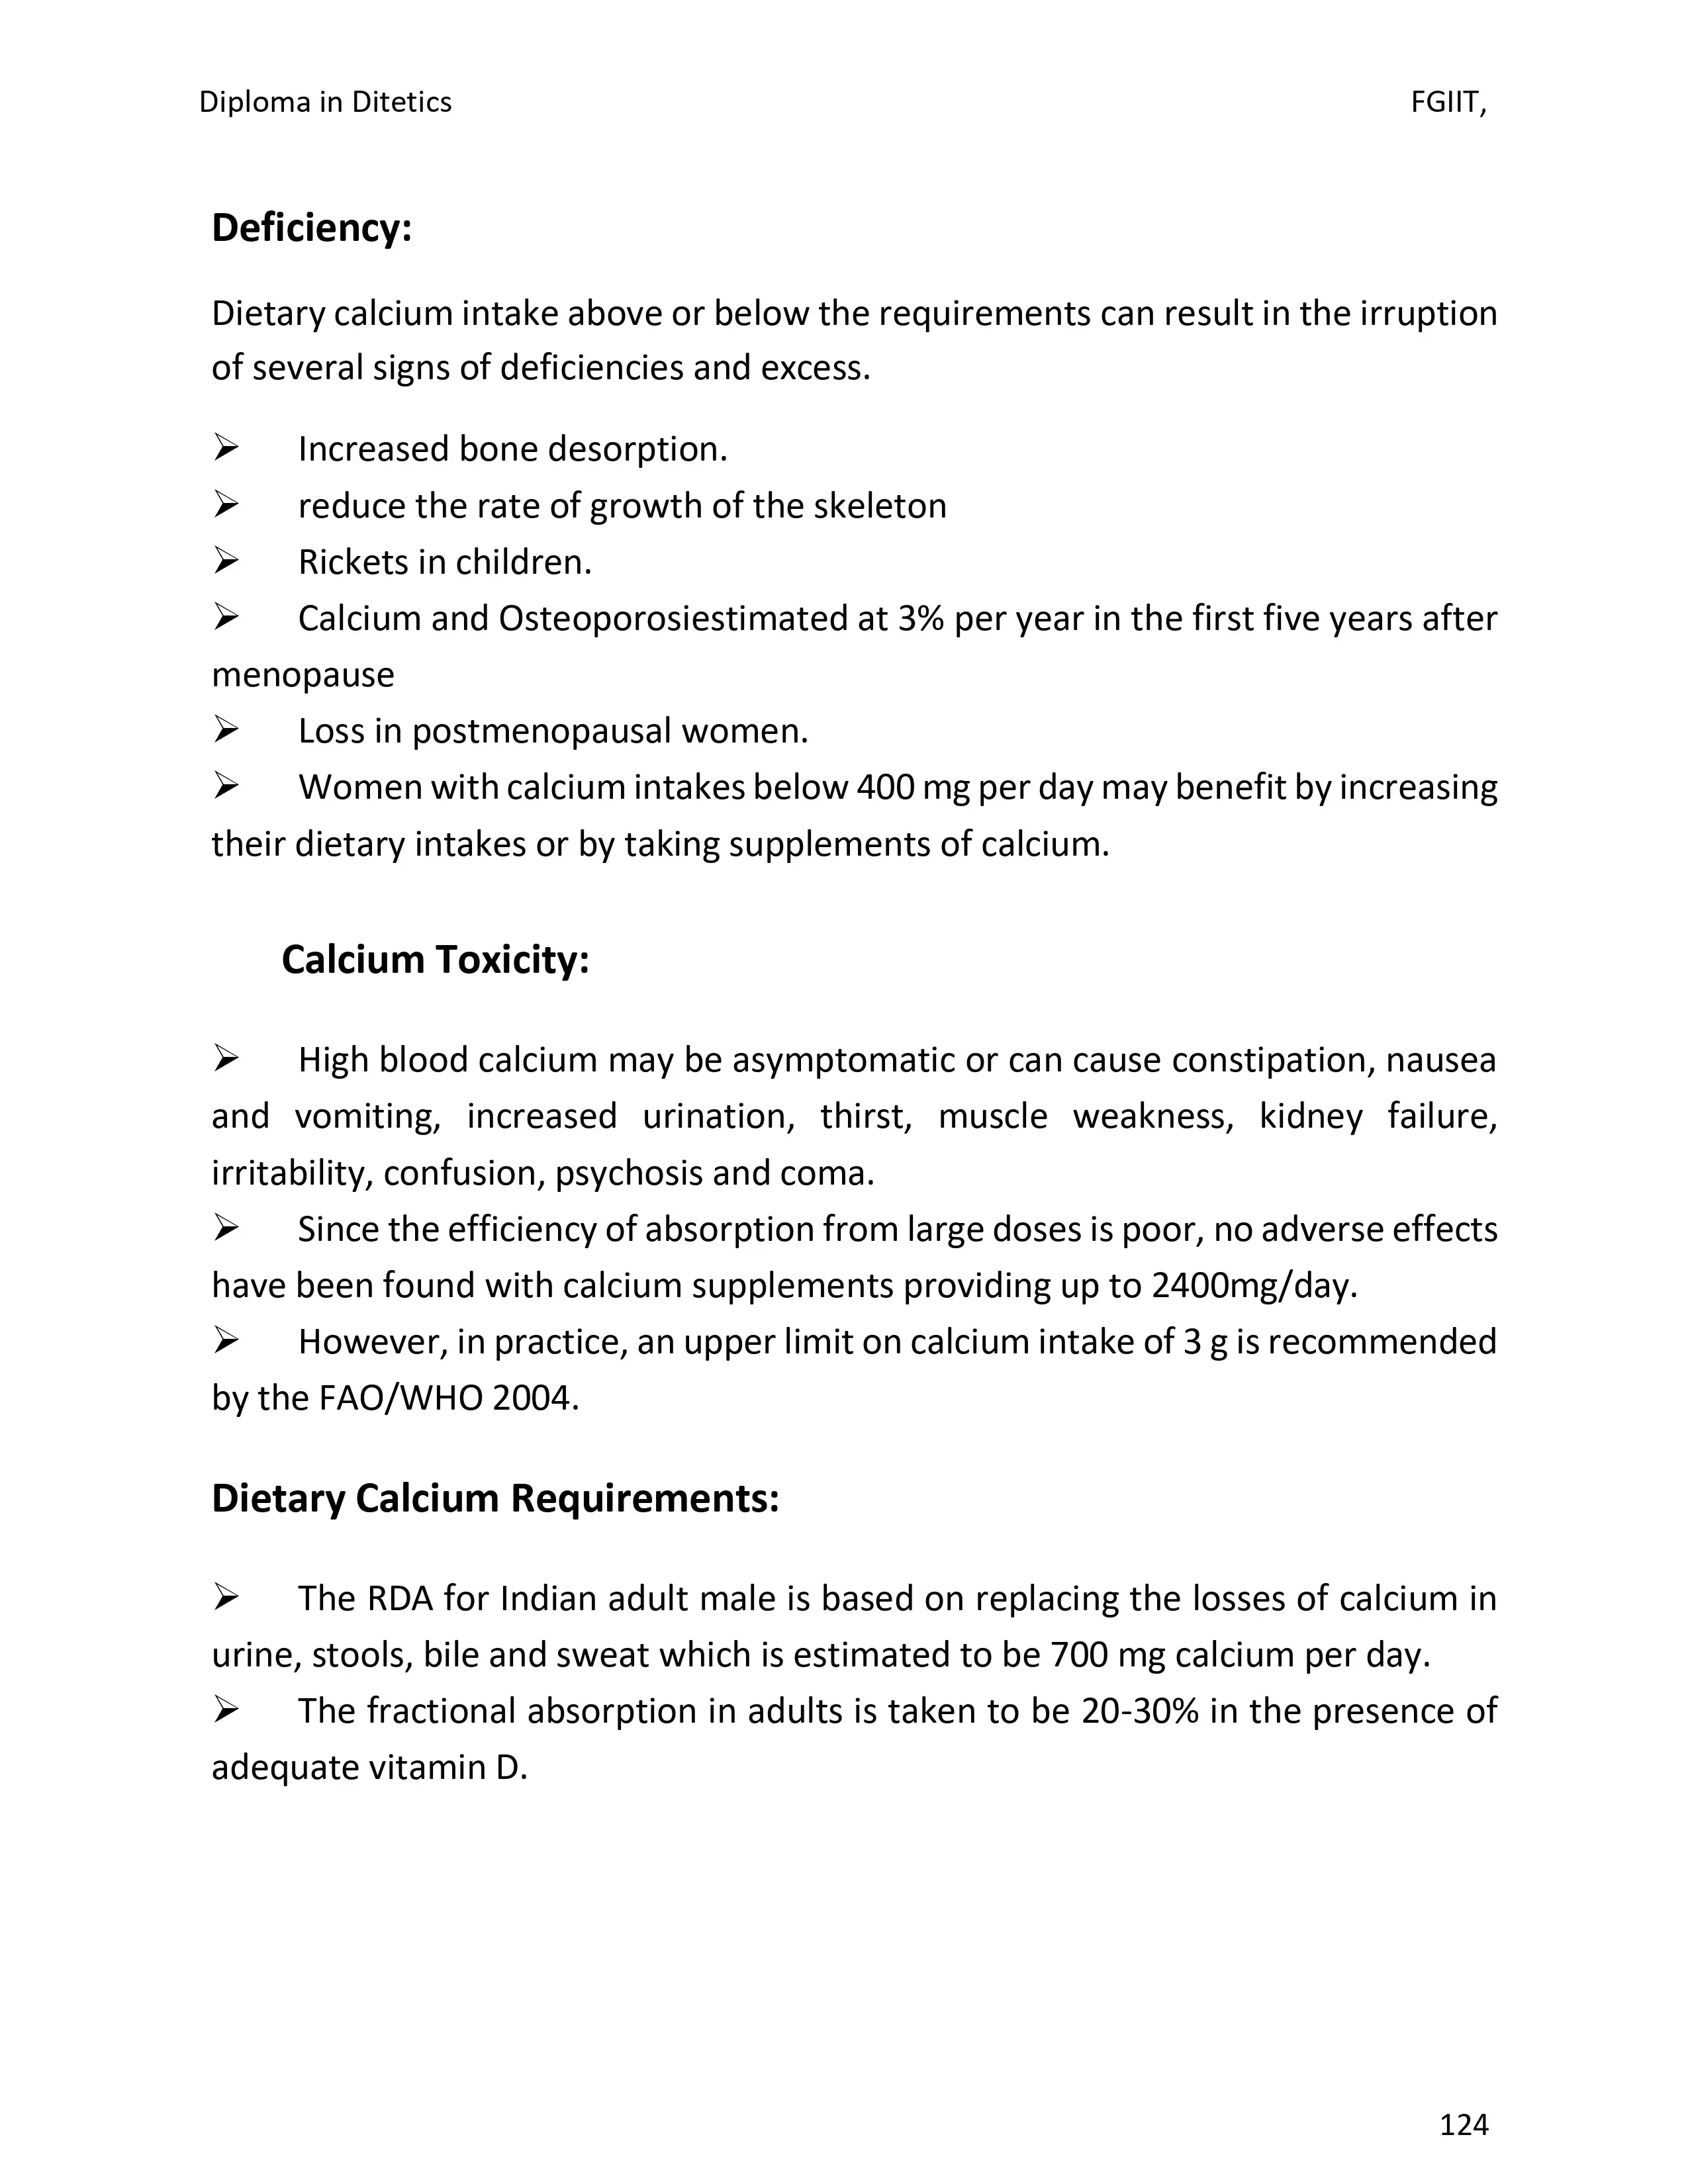 Diploma in Ditetics FGIIT,
Deficiency:
Dietary calcium intake above or below the requirements can result in the irruption
of several signs of deficiencies and excess.
➢ Increased bone desorption.
➢ reduce the rate of growth of the skeleton
➢ Rickets in children.
➢ Calcium and Osteoporosiestimated at 3% per year in the first five years after
menopause
➢ Loss in postmenopausal women.
➢ Women with calcium intakes below 400 mg per day may benefit by increasing
their dietary intakes or by taking supplements of calcium.
Calcium Toxicity:
➢ High blood calcium may be asymptomatic or can cause constipation, nausea
and vomiting, increased urination, thirst, muscle weakness, kidney failure,
irritability, confusion, psychosis and coma.
➢ Since the efficiency of absorption from large doses is poor, no adverse effects
have been found with calcium supplements providing up to 2400mg/day.
➢ However, in practice, an upper limit on calcium intake of 3 g is recommended
by the FAO/WHO 2004.
Dietary Calcium Requirements:
➢ The RDA for Indian adult male is based on replacing the losses of calcium in
urine, stools, bile and sweat which is estimated to be 700 mg calcium per day.
➢ The fractional absorption in adults is taken to be 20-30% in the presence of
adequate vitamin D.
124